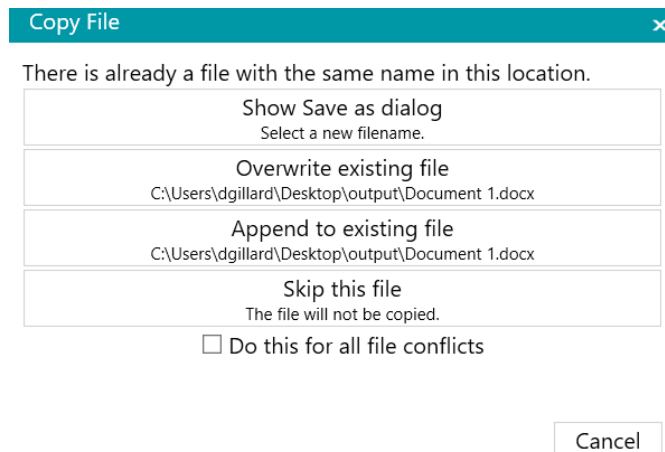 Copy File
There is already a file with the same name in this location.
Show Save as dialog
Select a new filename.
Overwrite existing file
C:\Users\dgillard\Desktop\output\Document 1.docx
Append to existing file
C:\Users\dgillard\Desktop\output\Document 1.docx
Skip this file
The file will not be copied.
Do this for all file conflicts
Cancel